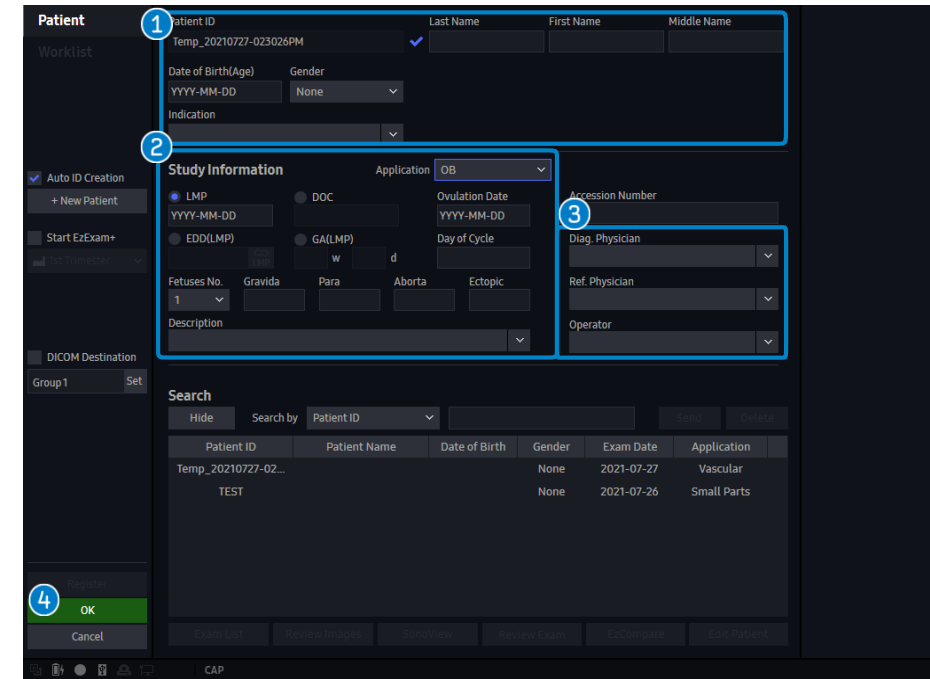 Patient
Worklist
1
Patient ID Last Name First Name Middle Name
Temp_20210727-023026PM
Date of Birth(Age) Gender
YYYY-MM-DD None
Indication
2
Study Information Application OB
Auto ID Creation
+ New Patient
Start EzExam+
1st Trimester
LMP DOC Ovulation Date
YYYY-MM-DD YYYY-MM-DD
EDD(LMP) GA(LMP) Day of Cycle
w d
Fetuses No. Gravida Para Aborta Ectopic
1
Description
Accession Number
3
Diag. Physician
Ref. Physician
Operator
DICOM Destination
Group1 Set
Search
Hide Search by Patient ID Send Delete
Patient ID Patient Name Date of Birth Gender Exam Date Application
Temp_20210727-02... None 2021-07-27 Vascular
TEST None 2021-07-26 Small Parts
Register
4
OK
Cancel
Exam List Review Images SonoView Review Exam EzCompare Edit Patient
CAP